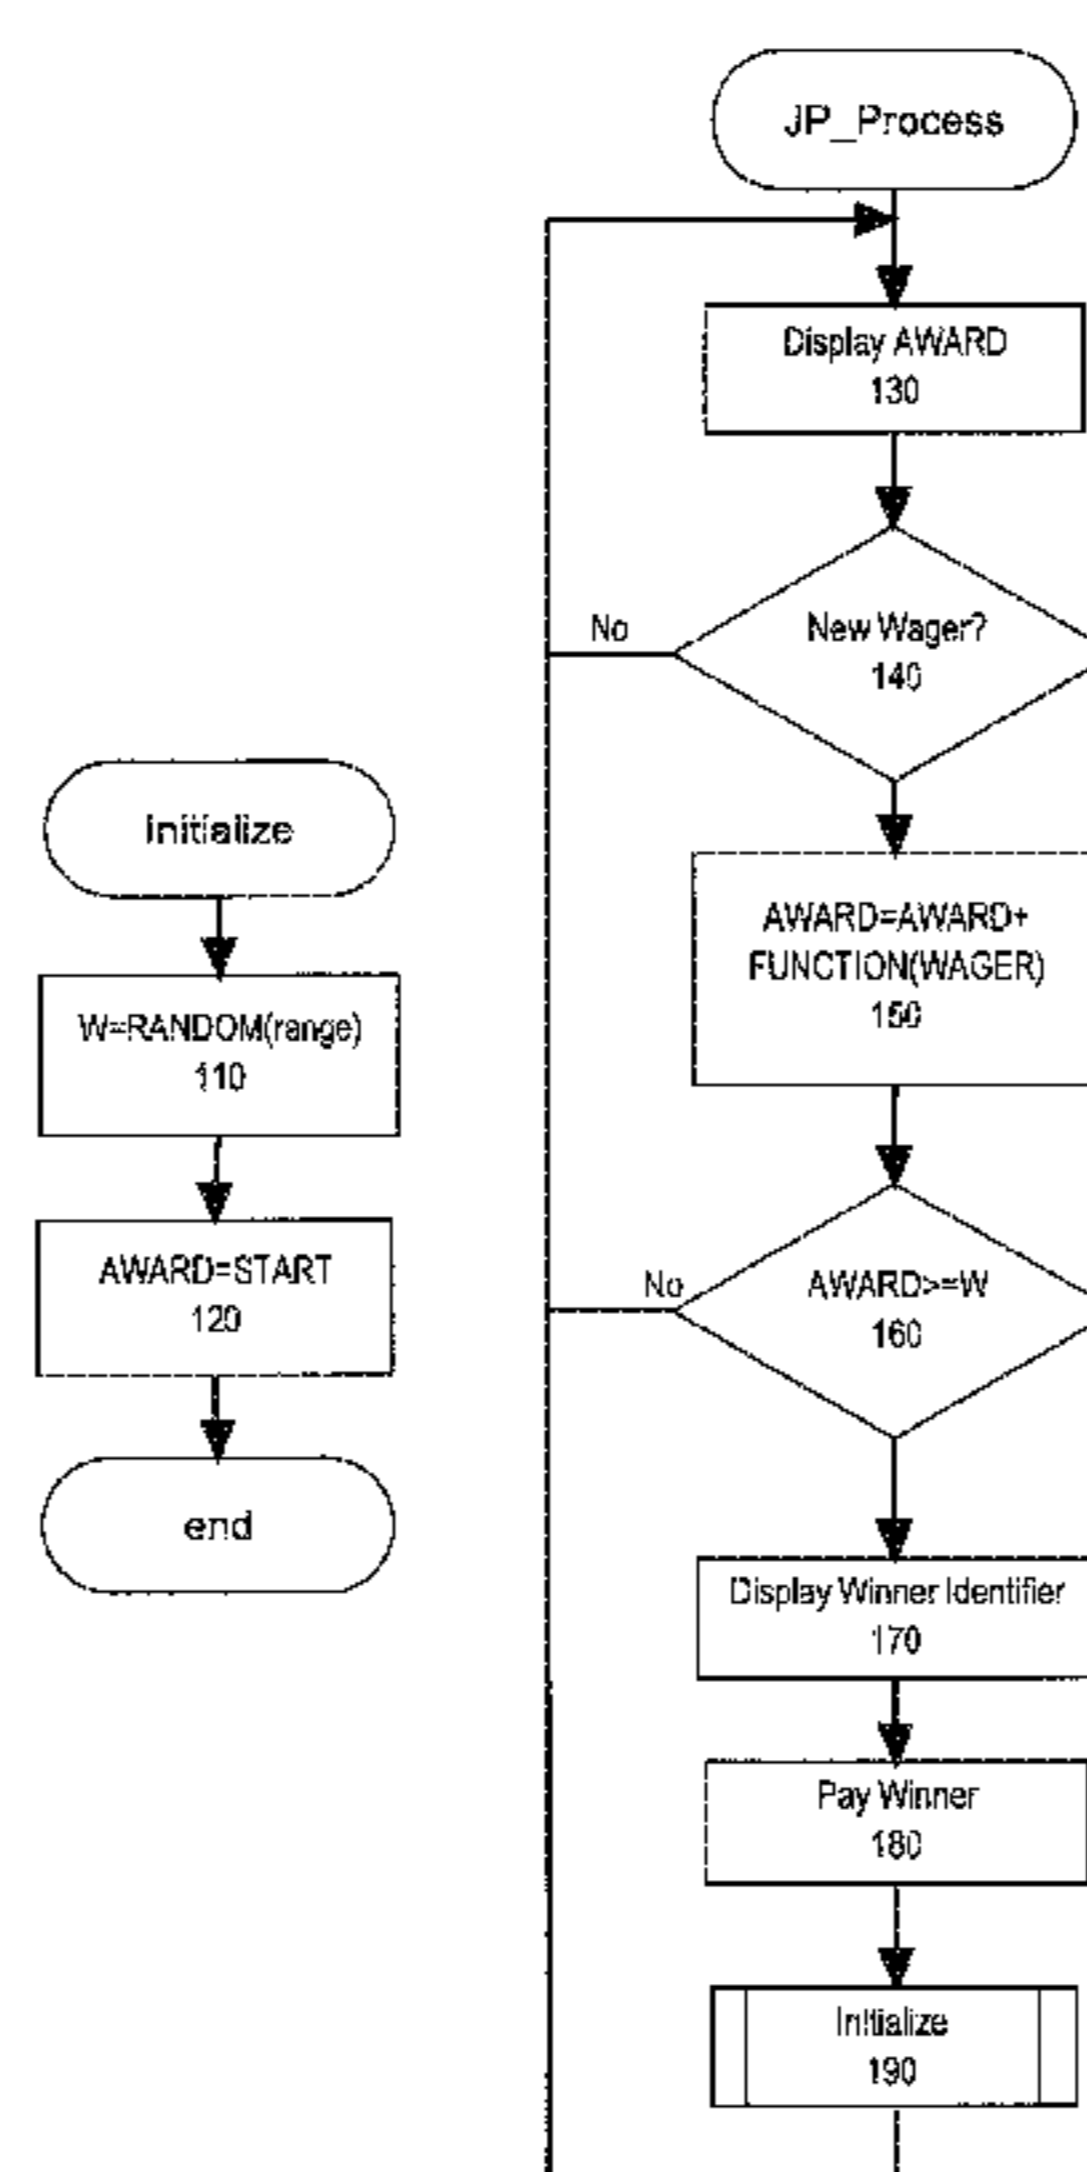 JP_Process
Display AWARD
130
No
New Wager?
140
AWARD=AWARD+
FUNCTION(WAGER)
150
No
AWARD>=W
160
Display Winner Identifier
170
Pay Winner
180
Initialize
190
Initialize
W=RANDOM(range)
110
AWARD=START
120
end